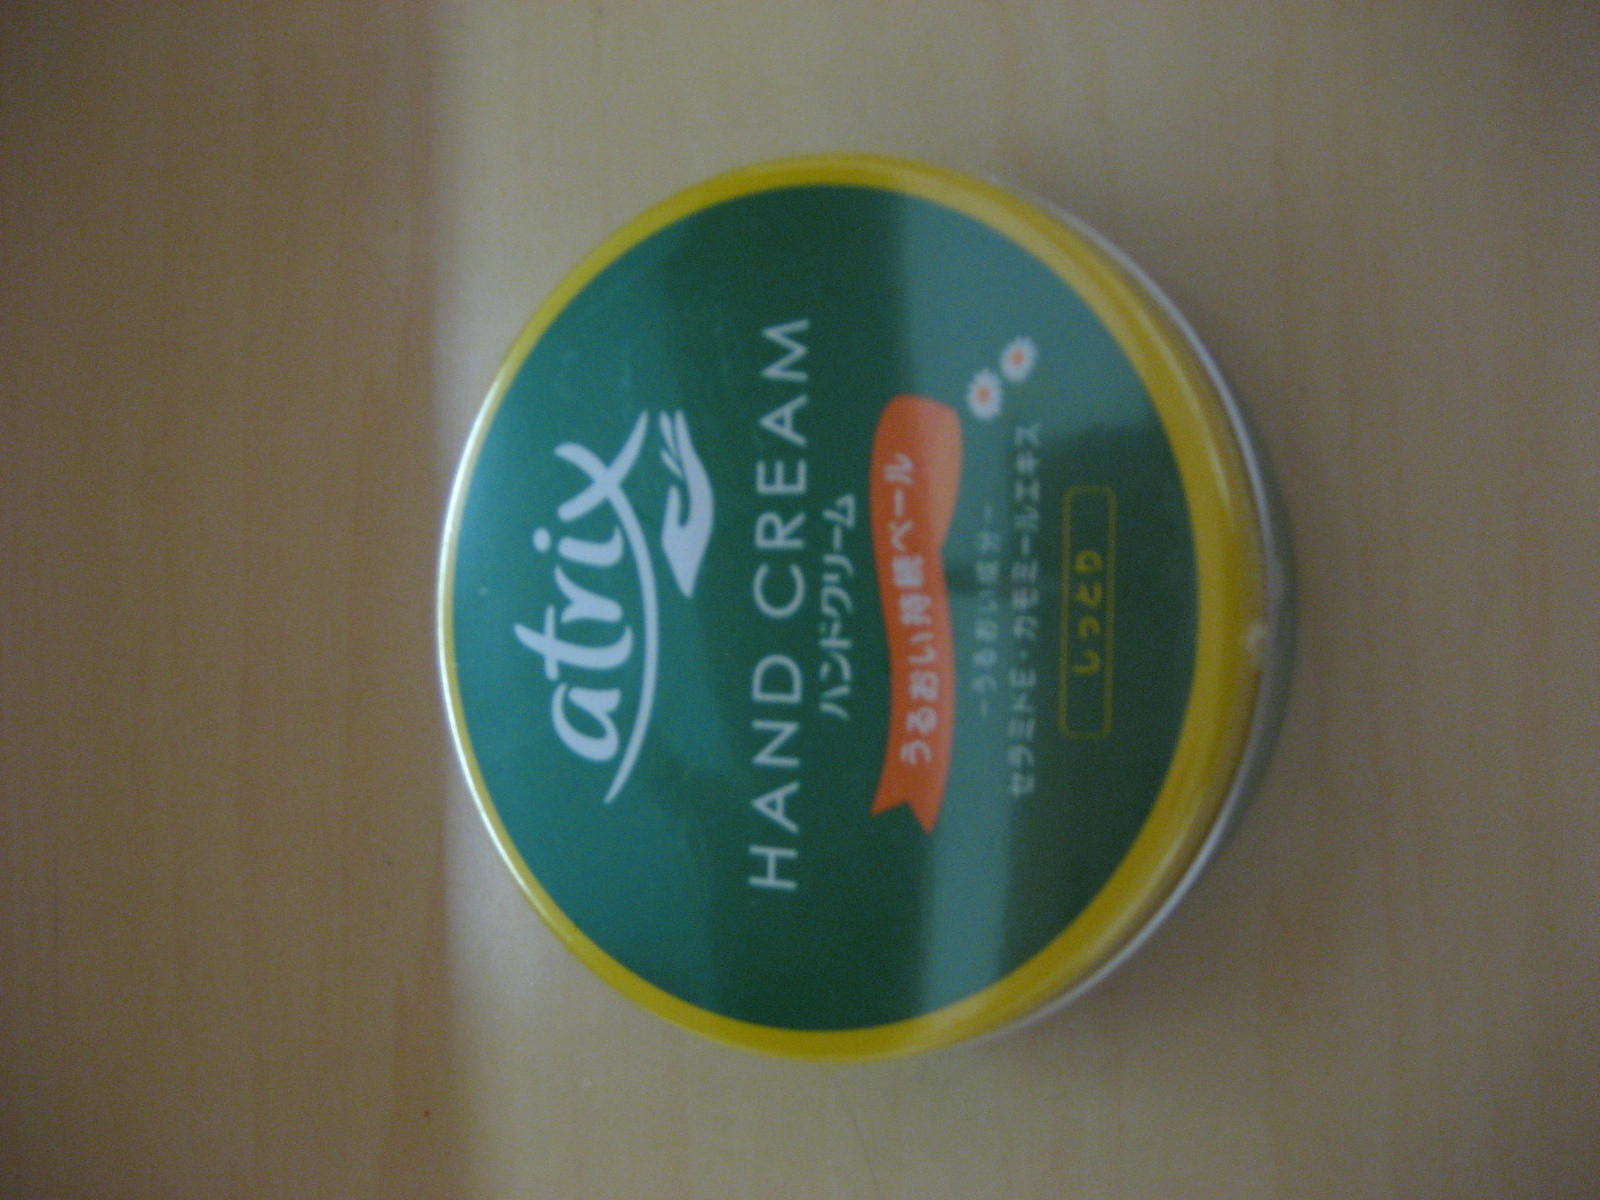 atrix
HAND CREAM
ハンドクリーム
うるおい持続ベール
-うるおい成分-
セラミドE・カモミールエキス
しっとり